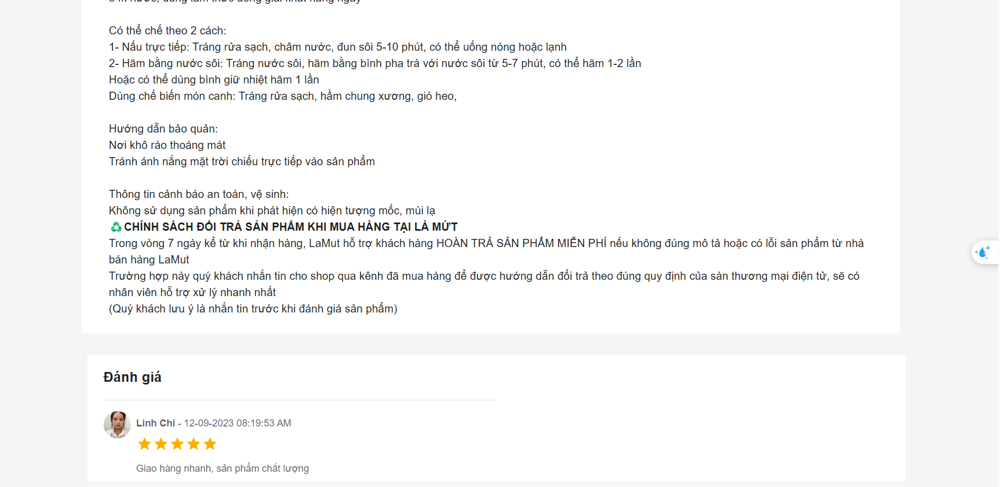 Có thể chế theo 2 cách:
1- Nấu trực tiếp: Tráng rửa sạch, châm nước, đun sôi 5-10 phút, có thể uống nóng hoặc lạnh
2- Hãm bằng nước sôi: Tráng nước sôi, hãm bằng bình pha trà với nước sôi từ 5-7 phút, có thể hãm 1-2 lần
Hoặc có thể dùng bình giữ nhiệt hãm 1 lần
Dùng chế biến món canh: Tráng rửa sạch, hầm chung xương, giò heo,
Hướng dẫn bảo quản:
Nơi khô ráo thoáng mát
Tránh ánh nắng mặt trời chiếu trực tiếp vào sản phẩm
Thông tin cảnh báo an toàn, vệ sinh:
Không sử dụng sản phẩm khi phát hiện có hiện tượng mốc, mùi lạ
CHÍNH SÁCH ĐỔI TRẢ SẢN PHẨM KHI MUA HÀNG TẠI LÀ MỨT
Trong vòng 7 ngày kể từ khi nhận hàng, LaMut hỗ trợ khách hàng HOÀN TRẢ SẢN PHẨM MIỄN PHÍ nếu không đúng mô tả hoặc có lỗi sản phẩm từ nhà
bán hàng LaMut
Trường hợp này quý khách nhắn tin cho shop qua kênh đã mua hàng để được hướng dẫn đổi trả theo đúng quy định của sàn thương mại điện tử, sẽ có
nhân viên hỗ trợ xử lý nhanh nhất
(Quý khách lưu ý là nhắn tin trước khi đánh giá sản phẩm)
Đánh giá
Linh Chi - 12-09-2023 08:19:53 AM
Giao hàng nhanh, sản phẩm chất lượng